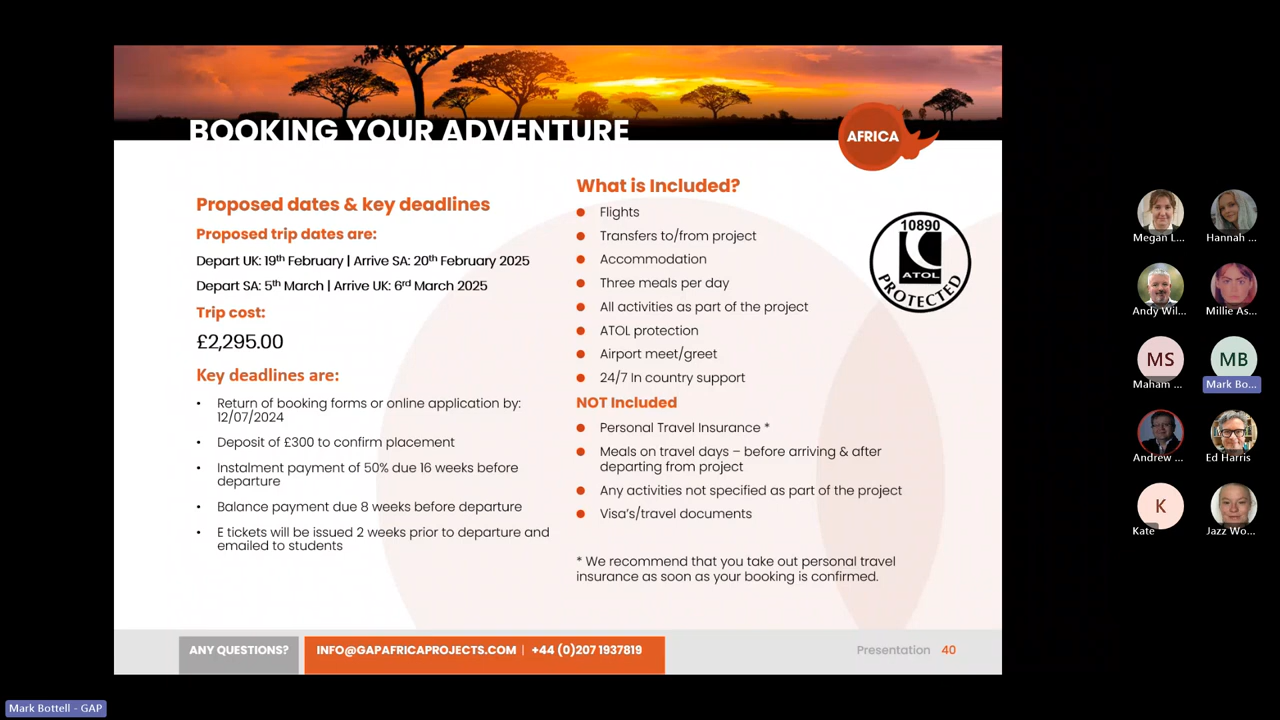 BOOKING YOUR ADVENTURE
AFRICA
Proposed dates & key deadlines
Proposed trip dates are:
Depart UK: 19th February | Arrive SA: 20th February 2025
Depart SA: 5th March | Arrive UK: 6rd March 2025
Trip cost:
£2,295.00
Key deadlines are:
• Return of booking forms or online application by:
12/07/2024
• Deposit of £300 to confirm placement
• Instalment payment of 50% due 16 weeks before
departure
• Balance payment due 8 weeks before departure
• E tickets will be issued 2 weeks prior to departure and
emailed to students
What is Included?
Flights
Transfers to/from project
Accommodation
Three meals per day
All activities as part of the project
ATOL protection
Airport meet/greet
24/7 In country support
NOT Included
Personal Travel Insurance *
Meals on travel days – before arriving & after
departing from project
Any activities not specified as part of the project
Visa's/travel documents
* We recommend that you take out personal travel
insurance as soon as your booking is confirmed.
10890
ATOL
PROTECTED
ANY QUESTIONS?
INFO@GAPAFRICAPROJECTS.COM | +44 (0)207 1937819
Presentation 40
Megan L...
Hannah ...
Andy Wil...
Millie As...
MS
Maham ...
MB
Mark Bo...
Andrew ...
Ed Harris
K
Kate
Jazz Wo...
Mark Bottell - GAP